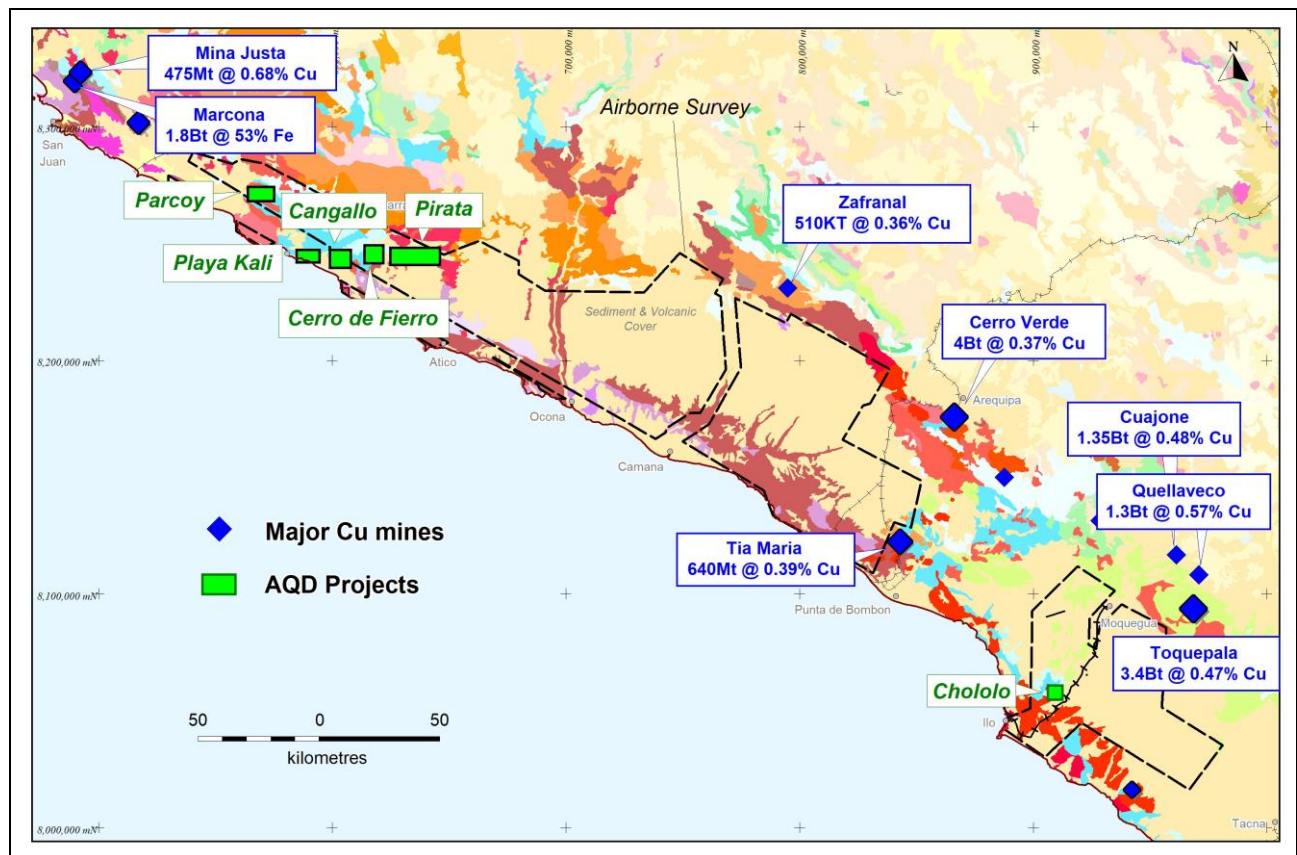 Mina Justa
475Mt @ 0.68% Cu
Marcona
1.8Bt @ 53% Fe
700,000 mE
800,000 mE
900,000 mE
N
Airborne Survey
8,300,000 mN
San
Juan
Parcoy
Cangallo
Pirata
Playa Kali
Cerro de Fierro
Zafranal
510KT @ 0.36% Cu
Sediment & Volcanic
Cover
Cerro Verde
4Bt @ 0.37% Cu
8,200,000 mN
Atico
Arequipa
Ocona
Cuajone
1.35Bt @ 0.48% Cu
Camana
Quellaveco
1.3Bt @ 0.57% Cu
Major Cu mines
Tia Maria
640Mt @ 0.39% Cu
AQD Projects
8,100,000 mN
Punta de Bombon
Moquegua
Toquepala
3.4Bt @ 0.47% Cu
Chololo
50 0 50
kilometres
Ilo
8,000,000 mN
Tacna